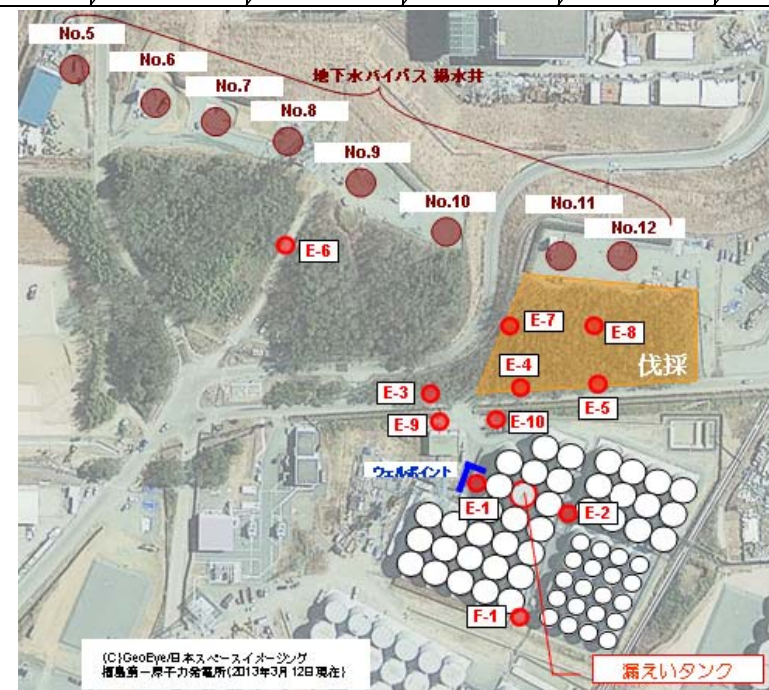 No.5
No.6
No.7
No.8
No.9
No.10
No.11
No.12
地下水バイパス 揚水井
E-6
E-7
E-8
伐採
E-4
E-3
E-5
E-9
E-10
ウェルポイント
E-1
E-2
F-1
(C)GeoEye/日本スペースイメージング
福島第一原子力発電所(2013年3月12日現在)
漏えいタンク